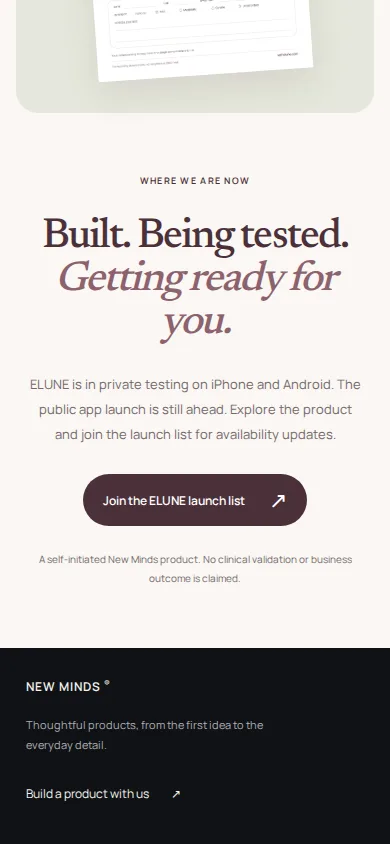 WHERE WE ARE NOW
Built. Being tested.
Getting ready for
you.
ELUNE is in private testing on iPhone and Android. The
public app launch is still ahead. Explore the product
and join the launch list for availability updates.
Join the ELUNE launch list ↗
A self-initiated New Minds product. No clinical validation or business
outcome is claimed.
NEW MINDS ®
Thoughtful products, from the first idea to the
everyday detail.
Build a product with us ↗